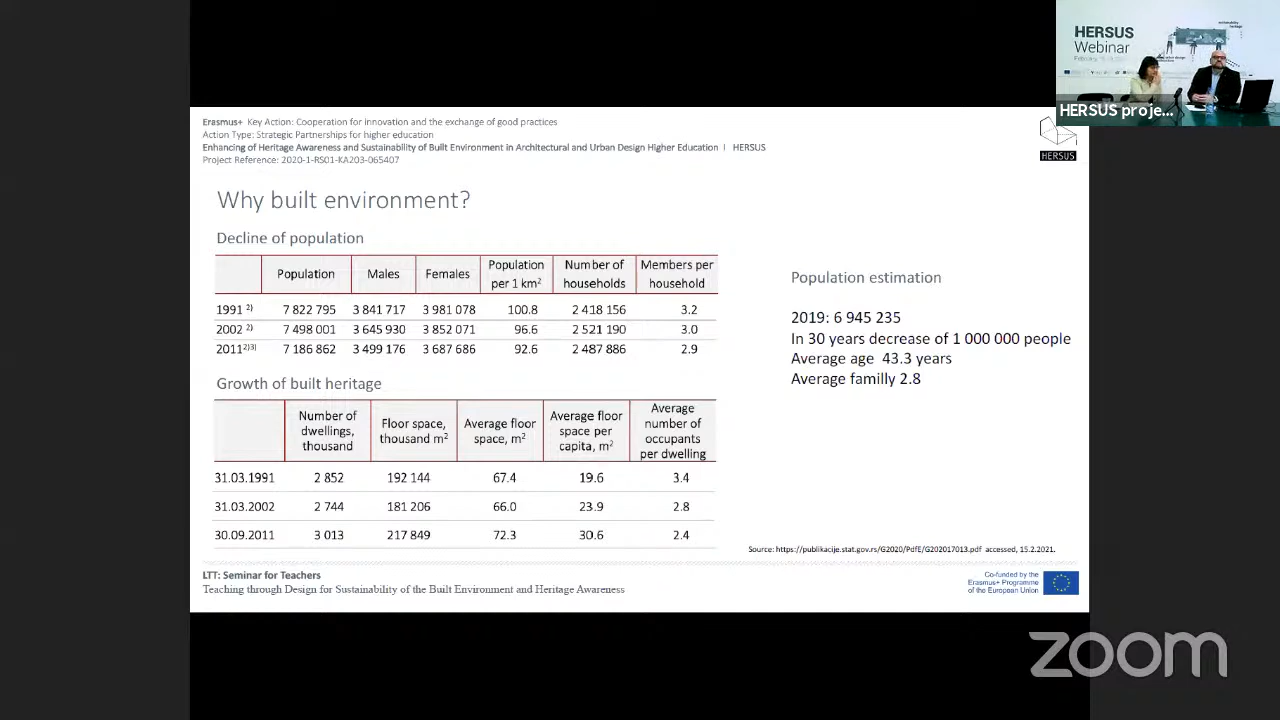 HERSUS
Webinar
HERSUS proje...
Erasmus+ Key Action: Cooperation for innovation and the exchange of good practices
Action Type: Strategic Partnerships for higher education
Enhancing of Heritage Awareness and Sustainability of Built Environment in Architectural and Urban Design Higher Education I HERSUS
Project Reference: 2020-1-RS01-KA203-065407
HERSUS
Why built environment?
Decline of population
Population Males Females Population per 1 km² Number of households Members per household
1991 ²⁾ 7 822 795 3 841 717 3 981 078 100.8 2 418 156 3.2
2002 ²⁾ 7 498 001 3 645 930 3 852 071 96.6 2 521 190 3.0
2011²⁾³⁾ 7 186 862 3 499 176 3 687 686 92.6 2 487 886 2.9
Growth of built heritage
Number of dwellings, thousand Floor space, thousand m² Average floor space, m² Average floor space per capita, m² Average number of occupants per dwelling
31.03.1991 2 852 192 144 67.4 19.6 3.4
31.03.2002 2 744 181 206 66.0 23.9 2.8
30.09.2011 3 013 217 849 72.3 30.6 2.4
Population estimation
2019: 6 945 235
In 30 years decrease of 1 000 000 people
Average age 43.3 years
Average familly 2.8
Source: https://publikacije.stat.gov.rs/G2020/PdfE/G202017013.pdf accessed, 15.2.2021.
LTT: Seminar for Teachers
Teaching through Design for Sustainability of the Built Environment and Heritage Awareness
Co-funded by the
Erasmus+ Programme
of the European Union
zoom